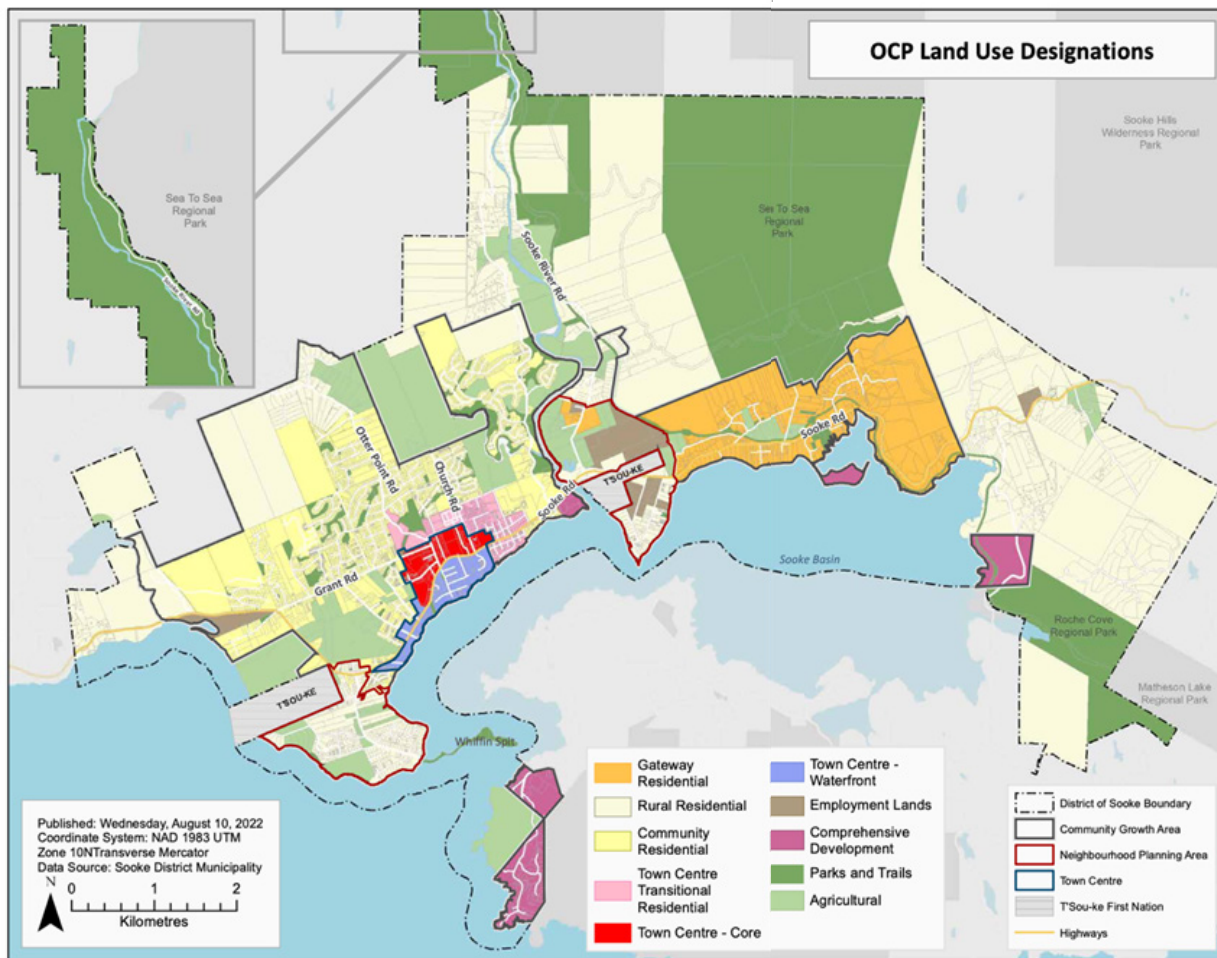 OCP Land Use Designations
Sooke Hills
Wilderness Regional
Park
Sea To Sea
Regional
Park
Sooke River Rd
Sea To Sea
Regional
Park
Sooke River Rd
Otter Point Rd
Church Rd
Sooke Rd
T'SOU-KE
Sooke Rd
Grant Rd
Sooke Basin
Roche Cove
Regional Park
Matheson Lake
Regional Park
T'SOU-KE
Whiffin Spit
Gateway
Residential
Rural Residential
Community
Residential
Town Centre
Transitional
Residential
Town Centre - Core
Town Centre -
Waterfront
Employment Lands
Comprehensive
Development
Parks and Trails
Agricultural
District of Sooke Boundary
Community Growth Area
Neighbourhood Planning Area
Town Centre
T'Sou-ke First Nation
Highways
Published: Wednesday, August 10, 2022
Coordinate System: NAD 1983 UTM
Zone 10NTransverse Mercator
Data Source: Sooke District Municipality
N
0 1 2
Kilometres